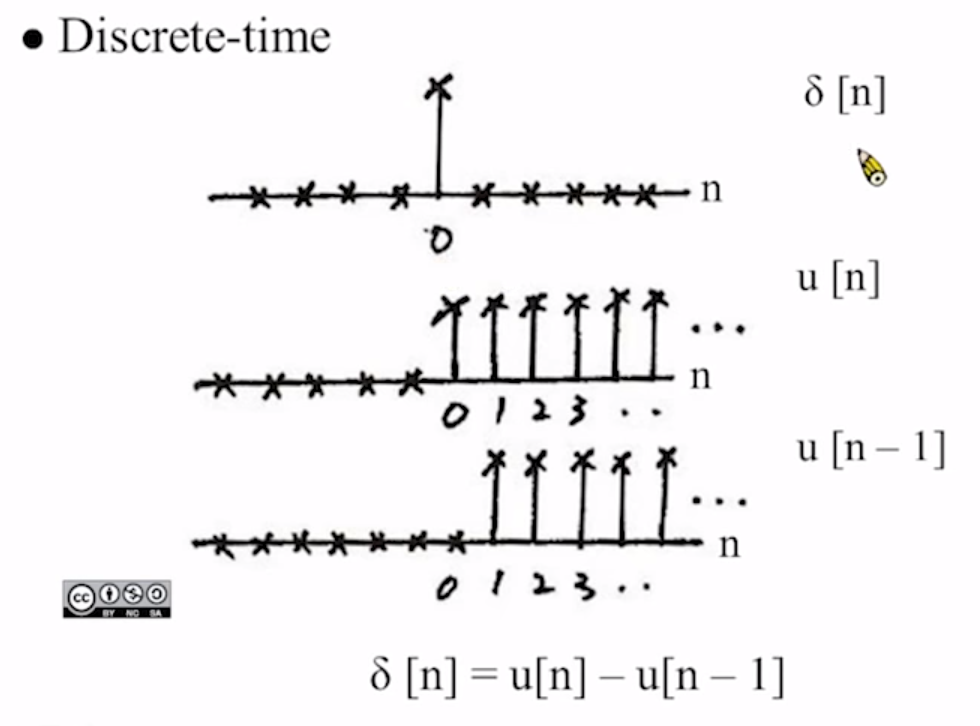 ● Discrete-time
δ [n]
n
0
u [n]
n
0 1 2 3 . .
u [n – 1]
n
0 1 2 3 . .
cc BY NC SA
δ [n] = u[n] – u[n – 1]